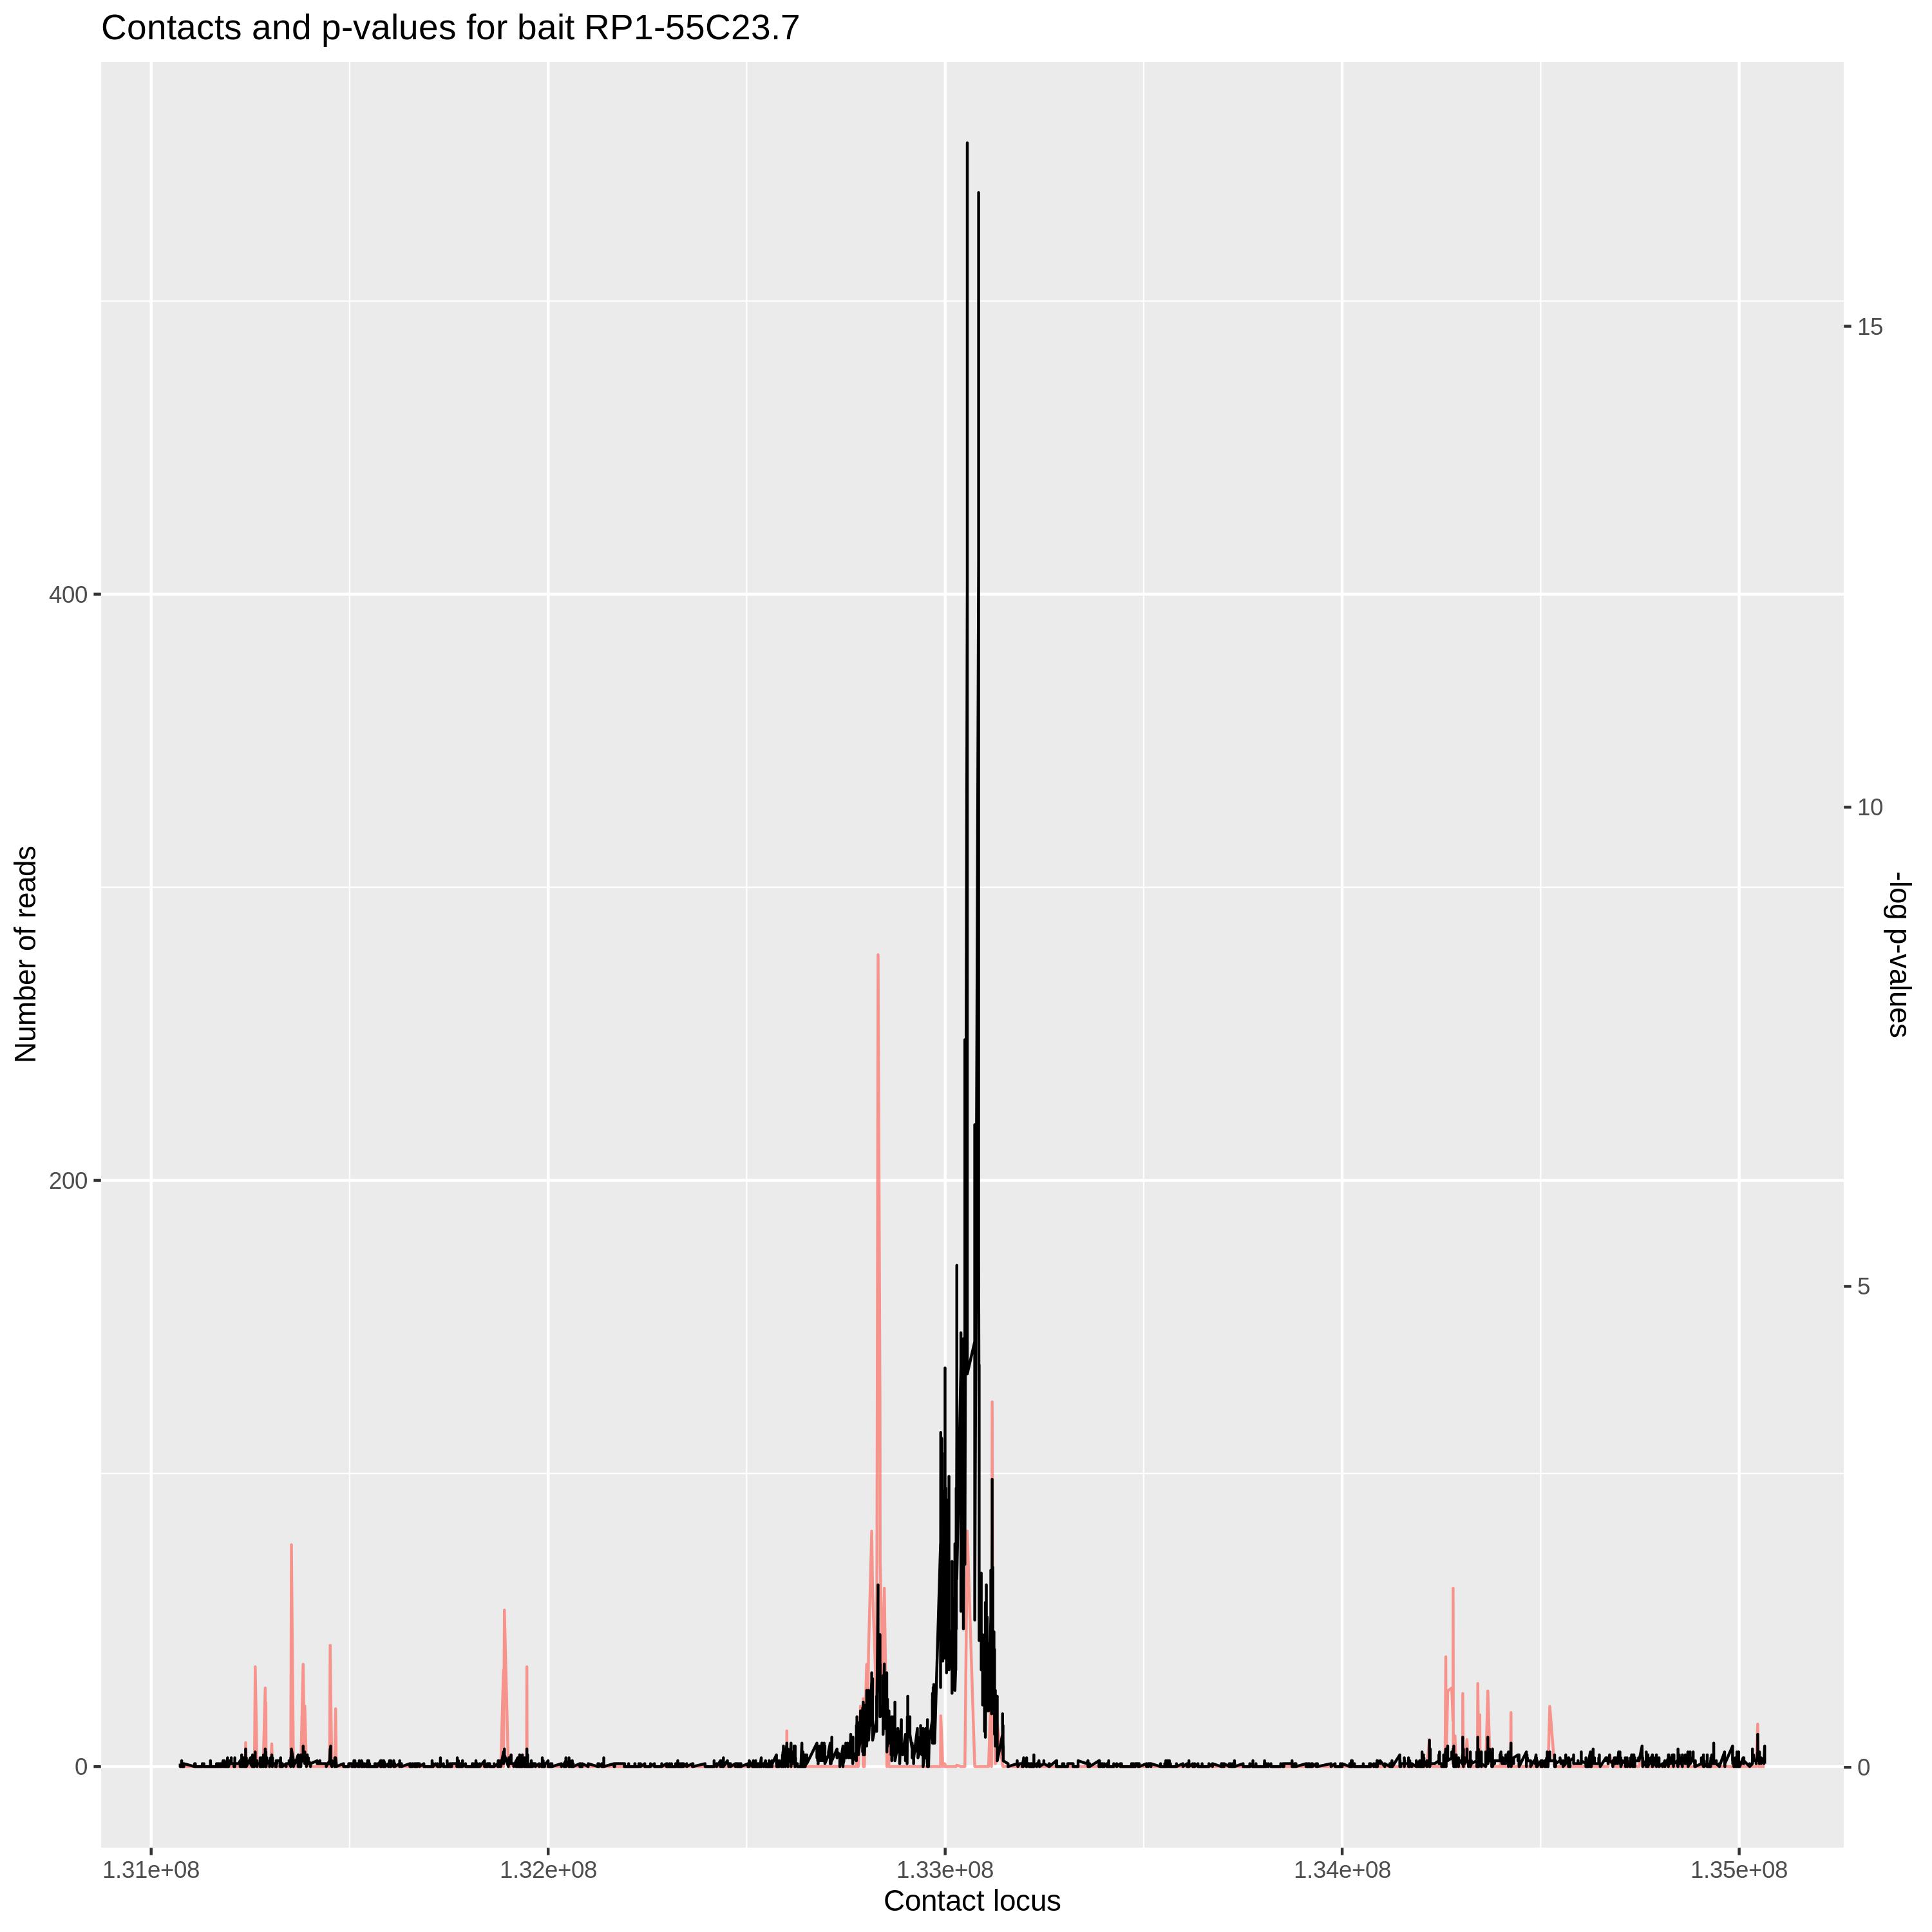 Contacts and p-values for bait RP1-55C23.7
Number of reads
400
200
0
15
10
5
0
-log p-values
1.31e+08 1.32e+08 1.33e+08 1.34e+08 1.35e+08
Contact locus